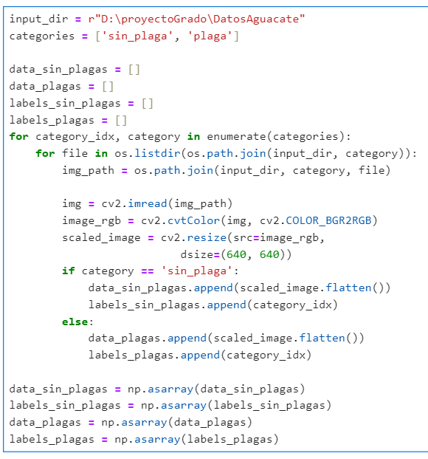 input_dir = r"D:\proyectoGrado\DatosAguacate"
categories = ['sin_plaga', 'plaga']

data_sin_plagas = []
data_plagas = []
labels_sin_plagas = []
labels_plagas = []
for category_idx, category in enumerate(categories):
    for file in os.listdir(os.path.join(input_dir, category)):
        img_path = os.path.join(input_dir, category, file)

        img = cv2.imread(img_path)
        image_rgb = cv2.cvtColor(img, cv2.COLOR_BGR2RGB)
        scaled_image = cv2.resize(src=image_rgb,
                          dsize=(640, 640))
        if category == 'sin_plaga':
            data_sin_plagas.append(scaled_image.flatten())
            labels_sin_plagas.append(category_idx)
        else:
            data_plagas.append(scaled_image.flatten())
            labels_plagas.append(category_idx)

data_sin_plagas = np.asarray(data_sin_plagas)
labels_sin_plagas = np.asarray(labels_sin_plagas)
data_plagas = np.asarray(data_plagas)
labels_plagas = np.asarray(labels_plagas)